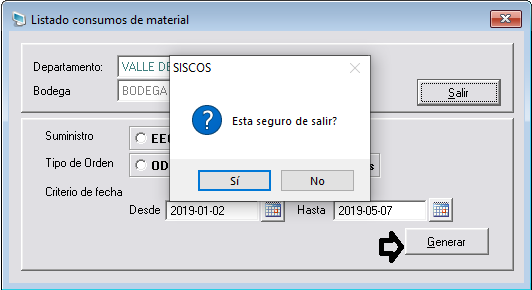 Listado consumos de material
Departamento: VALLE DE
Bodega BODEGA
Salir
SISCOS
Esta seguro de salir?
Sí No
Suministro EE
Tipo de Orden OD s
Criterio de fecha
Desde 2019-01-02 Hasta 2019-05-07
Generar